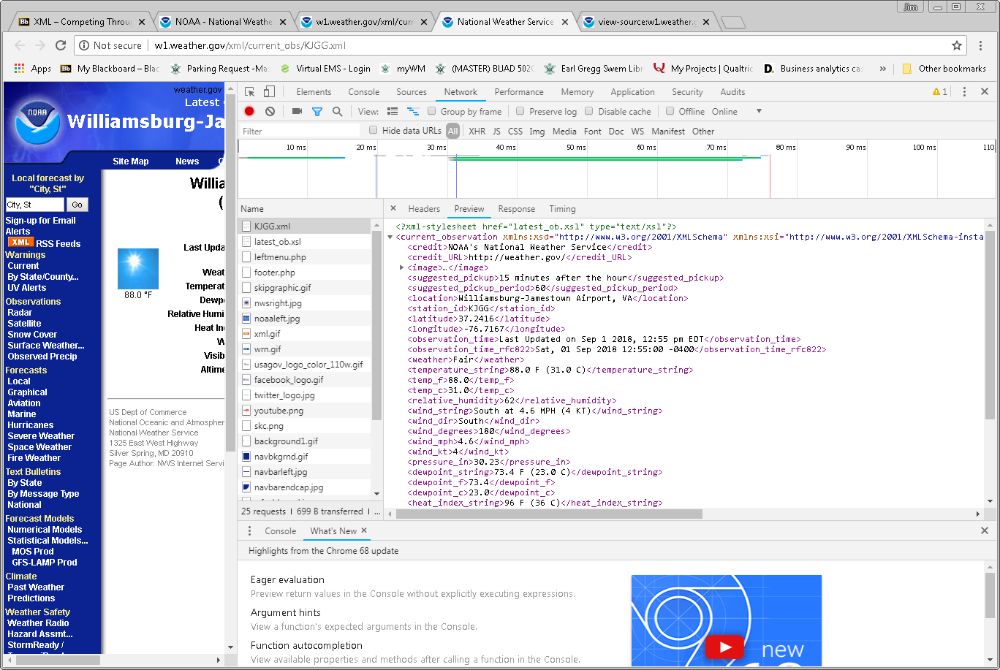 Jim
XML – Competing Throu
NOAA - National Weathe
w1.weather.gov/xml/curr
National Weather Service
view-source:w1.weather.g
Not secure
w1.weather.gov/xml/current_obs/KJGG.xml
Apps
Bb
My Blackboard – Blac
Parking Request -Ma
Virtual EMS - Login
myWM
(MASTER) BUAD 502
Earl Gregg Swem Libr
My Projects | Qualtric
D.
Business analytics cas
»
Other bookmarks
weather.gov
Latest
NOAA
Williamsburg-Ja
Site Map
News
Local forecast by
"City, St"
City, St
Go
Sign-up for Email
Alerts
XML RSS Feeds
Warnings
Current
By State/County...
UV Alerts
Observations
Radar
Satellite
Snow Cover
Surface Weather...
Observed Precip
Forecasts
Local
Graphical
Aviation
Marine
Hurricanes
Severe Weather
Space Weather
Fire Weather
Text Bulletins
By State
By Message Type
National
Forecast Models
Numerical Models
Statistical Models...
MOS Prod
GFS-LAMP Prod
Climate
Past Weather
Predictions
Weather Safety
Weather Radio
Hazard Assmt...
StormReady /
Willia
(
88.0 °F
Last Upda
Weat
Temperat
Dewp
Relative Humi
Heat In
W
Visib
Altime
US Dept of Commerce
National Oceanic and Atmospher
National Weather Service
1325 East West Highway
Silver Spring, MD 20910
Page Author: NWS Internet Servi
Elements
Console
Sources
Network
Performance
Memory
Application
Security
Audits
1
View:
Group by frame
Preserve log
Disable cache
Offline
Online
Filter
Hide data URLs
All
XHR
JS
CSS
Img
Media
Font
Doc
WS
Manifest
Other
10 ms
20 ms
30 ms
40 ms
50 ms
60 ms
70 ms
80 ms
90 ms
100 ms
110
Name
KJGG.xml
latest_ob.xsl
leftmenu.php
footer.php
skipgraphic.gif
nwsright.jpg
noaaleft.jpg
xml.gif
wrn.gif
usagov_logo_color_110w.gif
facebook_logo.gif
twitter_logo.jpg
youtube.png
skc.png
background1.gif
navbkgrnd.gif
navbarleft.jpg
navbarendcap.jpg
25 requests | 699 B transferred | ...
Headers
Preview
Response
Timing
<?xml-stylesheet href="latest_ob.xsl" type="text/xsl"?>
<current_observation xmlns:xsd="http://www.w3.org/2001/XMLSchema" xmlns:xsi="http://www.w3.org/2001/XMLSchema-insta
<credit>NOAA's National Weather Service</credit>
<credit_URL>http://weather.gov/</credit_URL>
<image>…</image>
<suggested_pickup>15 minutes after the hour</suggested_pickup>
<suggested_pickup_period>60</suggested_pickup_period>
<location>Williamsburg-Jamestown Airport, VA</location>
<station_id>KJGG</station_id>
<latitude>37.2416</latitude>
<longitude>-76.7167</longitude>
<observation_time>Last Updated on Sep 1 2018, 12:55 pm EDT</observation_time>
<observation_time_rfc822>Sat, 01 Sep 2018 12:55:00 -0400</observation_time_rfc822>
<weather>Fair</weather>
<temperature_string>88.0 F (31.0 C)</temperature_string>
<temp_f>88.0</temp_f>
<temp_c>31.0</temp_c>
<relative_humidity>62</relative_humidity>
<wind_string>South at 4.6 MPH (4 KT)</wind_string>
<wind_dir>South</wind_dir>
<wind_degrees>180</wind_degrees>
<wind_mph>4.6</wind_mph>
<wind_kt>4</wind_kt>
<pressure_in>30.23</pressure_in>
<dewpoint_string>73.4 F (23.0 C)</dewpoint_string>
<dewpoint_f>73.4</dewpoint_f>
<dewpoint_c>23.0</dewpoint_c>
<heat_index_string>96 F (36 C)</heat_index_string>
Console
What's New
Highlights from the Chrome 68 update
Eager evaluation
Preview return values in the Console without explicitly executing expressions.
Argument hints
View a function's expected arguments in the Console.
Function autocompletion
View available properties and methods after calling a function in the Console.
new